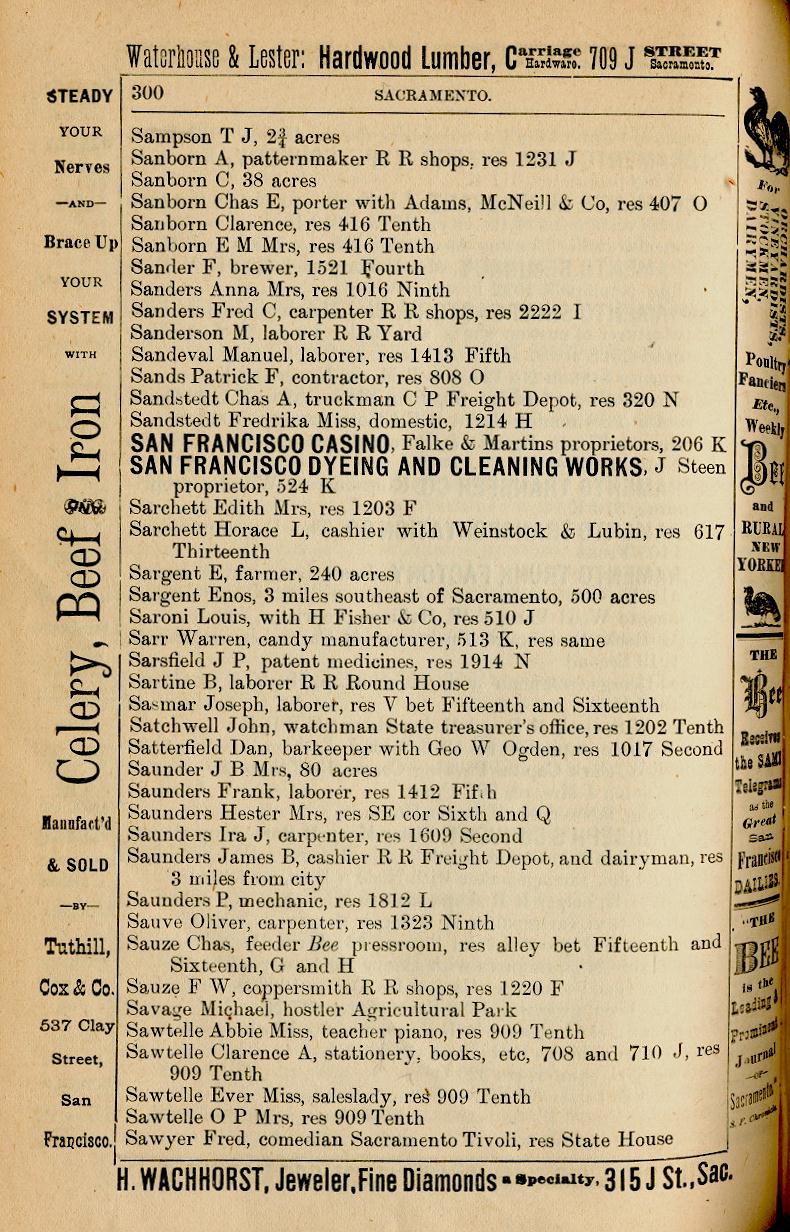 Waterhouse & Lester: Hardwood Lumber, Carriage Hardware. 709 J STREET Sacramento.
300 SACRAMENTO.
Sampson T J, 2¾ acres
Sanborn A, patternmaker R R shops, res 1231 J
Sanborn C, 38 acres
Sanborn Chas E, porter with Adams, McNeill & Co, res 407 O
Sanborn Clarence, res 416 Tenth
Sanborn E M Mrs, res 416 Tenth
Sander F, brewer, 1521 Fourth
Sanders Anna Mrs, res 1016 Ninth
Sanders Fred C, carpenter R R shops, res 2222 I
Sanderson M, laborer R R Yard
Sandeval Manuel, laborer, res 1413 Fifth
Sands Patrick F, contractor, res 808 O
Sandstedt Chas A, truckman C P Freight Depot, res 320 N
Sandstedt Fredrika Miss, domestic, 1214 H
SAN FRANCISCO CASINO, Falke & Martins proprietors, 206 K
SAN FRANCISCO DYEING AND CLEANING WORKS, J Steen
proprietor, 524 K
Sarchett Edith Mrs, res 1203 F
Sarchett Horace L, cashier with Weinstock & Lubin, res 617
Thirteenth
Sargent E, farmer, 240 acres
Sargent Enos, 3 miles southeast of Sacramento, 500 acres
Saroni Louis, with H Fisher & Co, res 510 J
Sarr Warren, candy manufacturer, 513 K, res same
Sarsfield J P, patent medicines, res 1914 N
Sartine B, laborer R R Round House
Sasmar Joseph, laborer, res V bet Fifteenth and Sixteenth
Satchwell John, watchman State treasurer's office, res 1202 Tenth
Satterfield Dan, barkeeper with Geo W Ogden, res 1017 Second
Saunder J B Mrs, 80 acres
Saunders Frank, laborer, res 1412 Fifth
Saunders Hester Mrs, res SE cor Sixth and Q
Saunders Ira J, carpenter, res 1609 Second
Saunders James B, cashier R R Freight Depot, and dairyman, res
3 miles from city
Saunders P, mechanic, res 1812 L
Sauve Oliver, carpenter, res 1323 Ninth
Sauze Chas, feeder Bee pressroom, res alley bet Fifteenth and
Sixteenth, G and H
Sauze F W, coppersmith R R shops, res 1220 F
Savage Michael, hostler Agricultural Park
Sawtelle Abbie Miss, teacher piano, res 909 Tenth
Sawtelle Clarence A, stationery, books, etc, 708 and 710 J, res
909 Tenth
Sawtelle Ever Miss, saleslady, res 909 Tenth
Sawtelle O P Mrs, res 909 Tenth
Sawyer Fred, comedian Sacramento Tivoli, res State House
STEADY
YOUR
Nerves
—AND—
Brace Up
YOUR
SYSTEM
WITH
Celery, Beef and Iron
Manufact'd
& SOLD
—BY—
Tuthill,
Cox & Co.
537 Clay
Street,
San
Francisco.
For
ORCHARDISTS,
VINEYARDISTS,
STOCKMEN
DAIRYMEN,
Poultry
Fanciers
Etc.,
Weekly
Bee
and
RURAL
NEW
YORKER
THE
Bee
Receives
the SAME
Telegrams
as the
Great
San
Francisco
DAILIES.
"THE
BEE
is the
Leading
Prominent
Journal
—OF—
Sacramento."
S. F. Chronicle
H. WACHHORST, Jeweler, Fine Diamonds a Specialty, 315 J St., Sac.